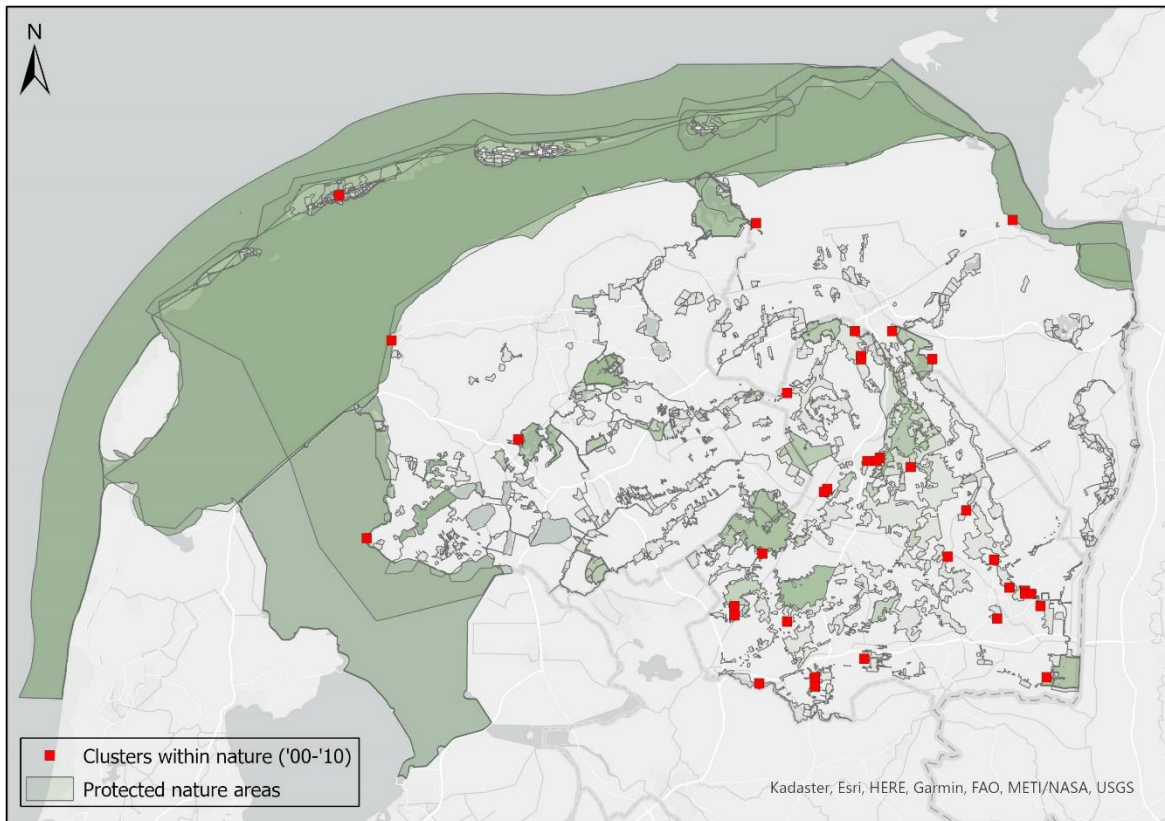 N
Clusters within nature ('00-'10)
Protected nature areas
Kadaster, Esri, HERE, Garmin, FAO, METI/NASA, USGS